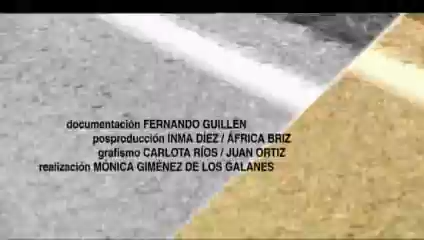 documentación FERNANDO GUILLÉN
posproducción INMA DÍEZ / ÁFRICA BRIZ
grafismo CARLOTA RÍOS / JUAN ORTIZ
realización MÓNICA GIMÉNEZ DE LOS GALANES